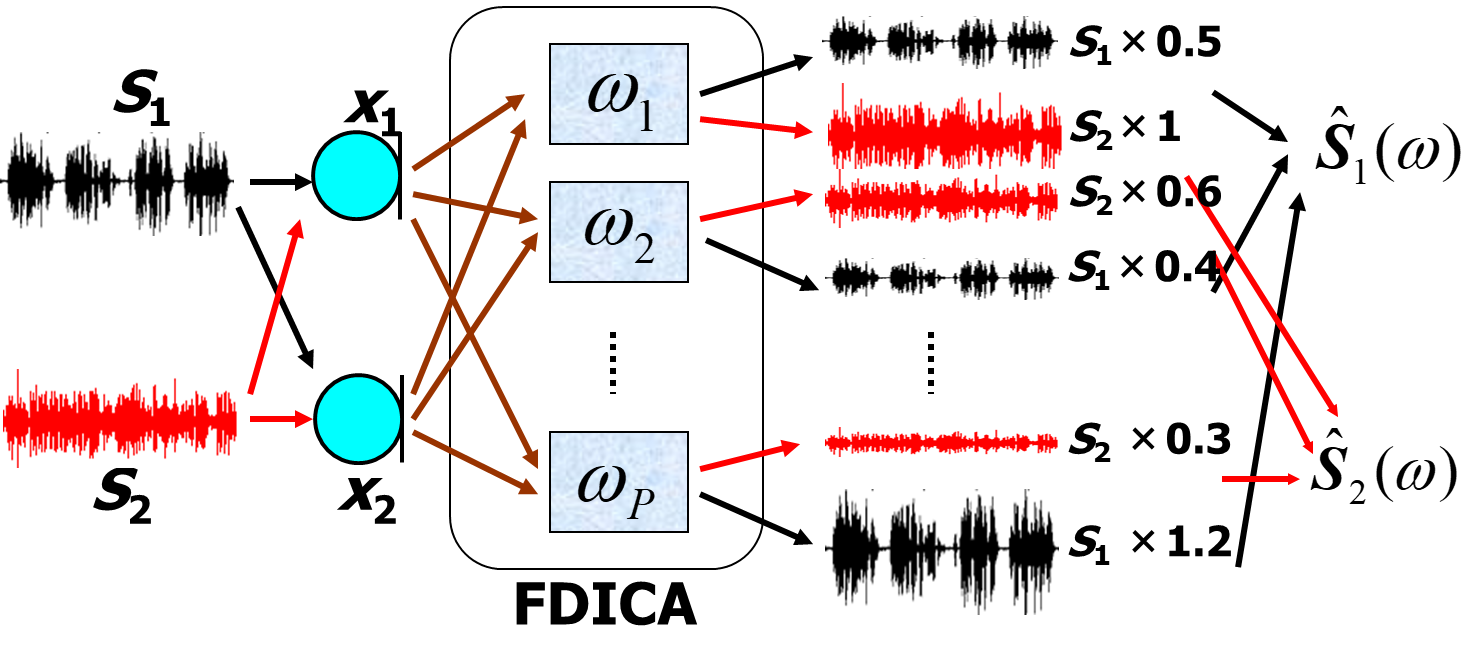 S₁
x₁
S₂
x₂
ω₁
ω₂
ω_P
FDICA
S₁ × 0.5
S₂ × 1
S₂ × 0.6
S₁ × 0.4
S₂ × 0.3
S₁ × 1.2
Ŝ₁(ω)
Ŝ₂(ω)